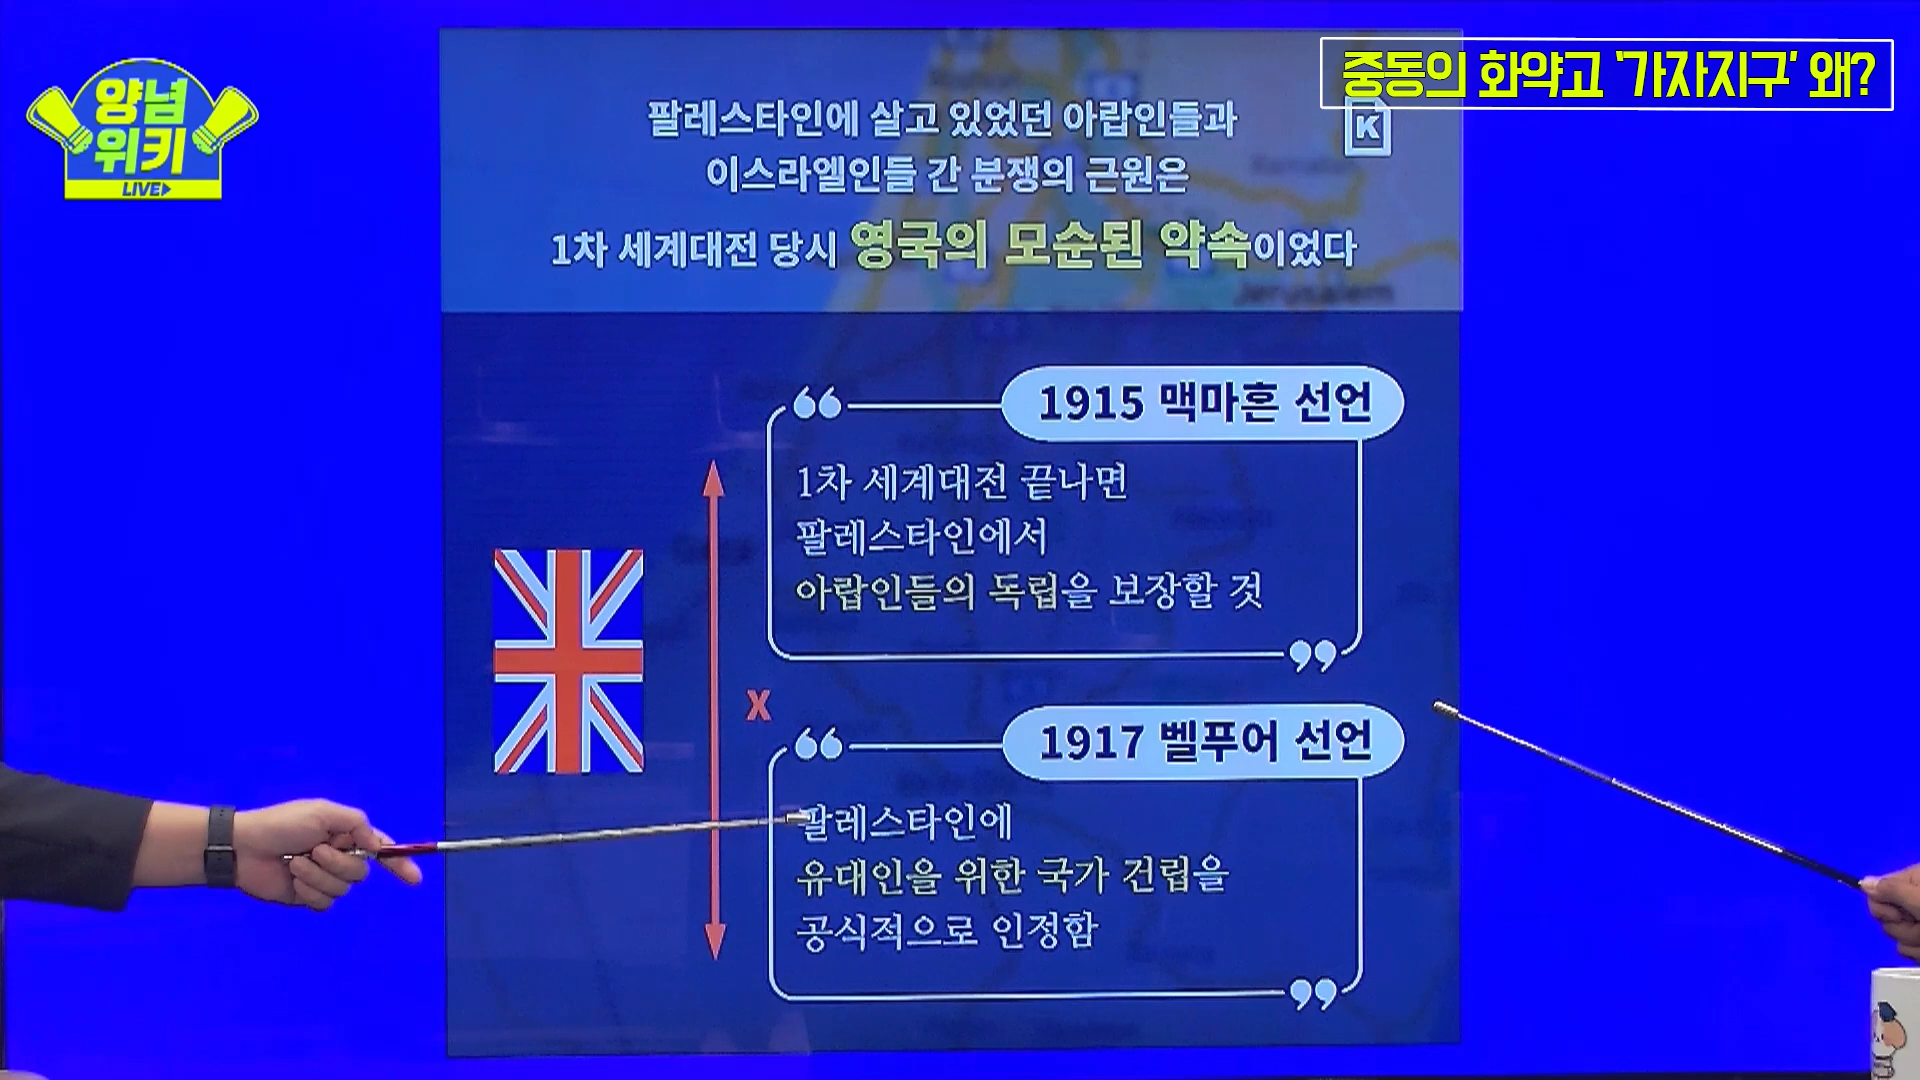 양념
위키
LIVE
중동의 화약고 '가자지구' 왜?
K
팔레스타인에 살고 있었던 아랍인들과
이스라엘인들 간 분쟁의 근원은
1차 세계대전 당시 영국의 모순된 약속이었다
Jerusalem
“ 1915 맥마혼 선언
1차 세계대전 끝나면
팔레스타인에서
아랍인들의 독립을 보장할 것
”
X
“ 1917 벨푸어 선언
팔레스타인에
유대인을 위한 국가 건립을
공식적으로 인정함
”